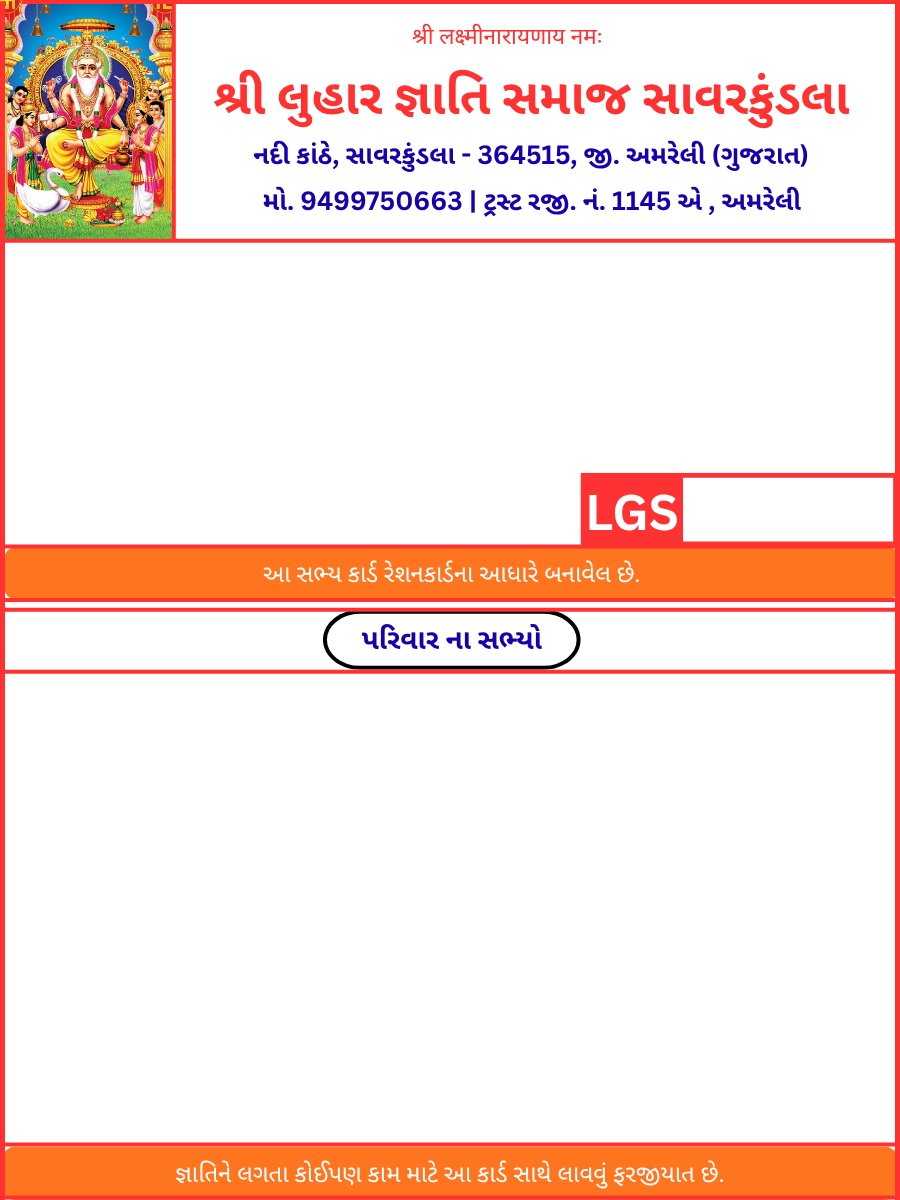 શ્રી લક્ષ્મીનારાયણાય નમઃ
શ્રી લુહાર જ્ઞાતિ સમાજ સાવરકુંડલા
નદી કાંઠે, સાવરકુંડલા - 364515, જી. અમરેલી (ગુજરાત)
મો. 9499750663 | ટ્રસ્ટ રજી. નં. 1145 એ , અમરેલી
LGS
આ સભ્ય કાર્ડ રેશનકાર્ડના આધારે બનાવેલ છે.
પરિવાર ના સભ્યો
જ્ઞાતિને લગતા કોઈપણ કામ માટે આ કાર્ડ સાથે લાવવું ફરજીયાત છે.